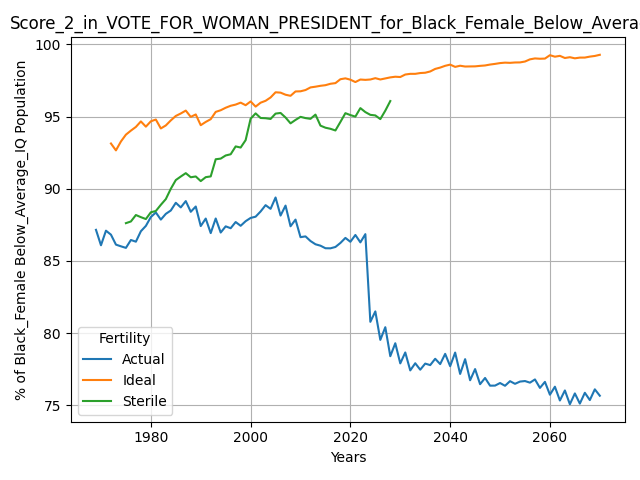 Score_2_in_VOTE_FOR_WOMAN_PRESIDENT_for_Black_Female_Below_Avera
% of Black_Female Below_Average_IQ Population
100
95
90
85
80
75
Fertility
Actual
Ideal
Sterile
1980 2000 2020 2040 2060
Years